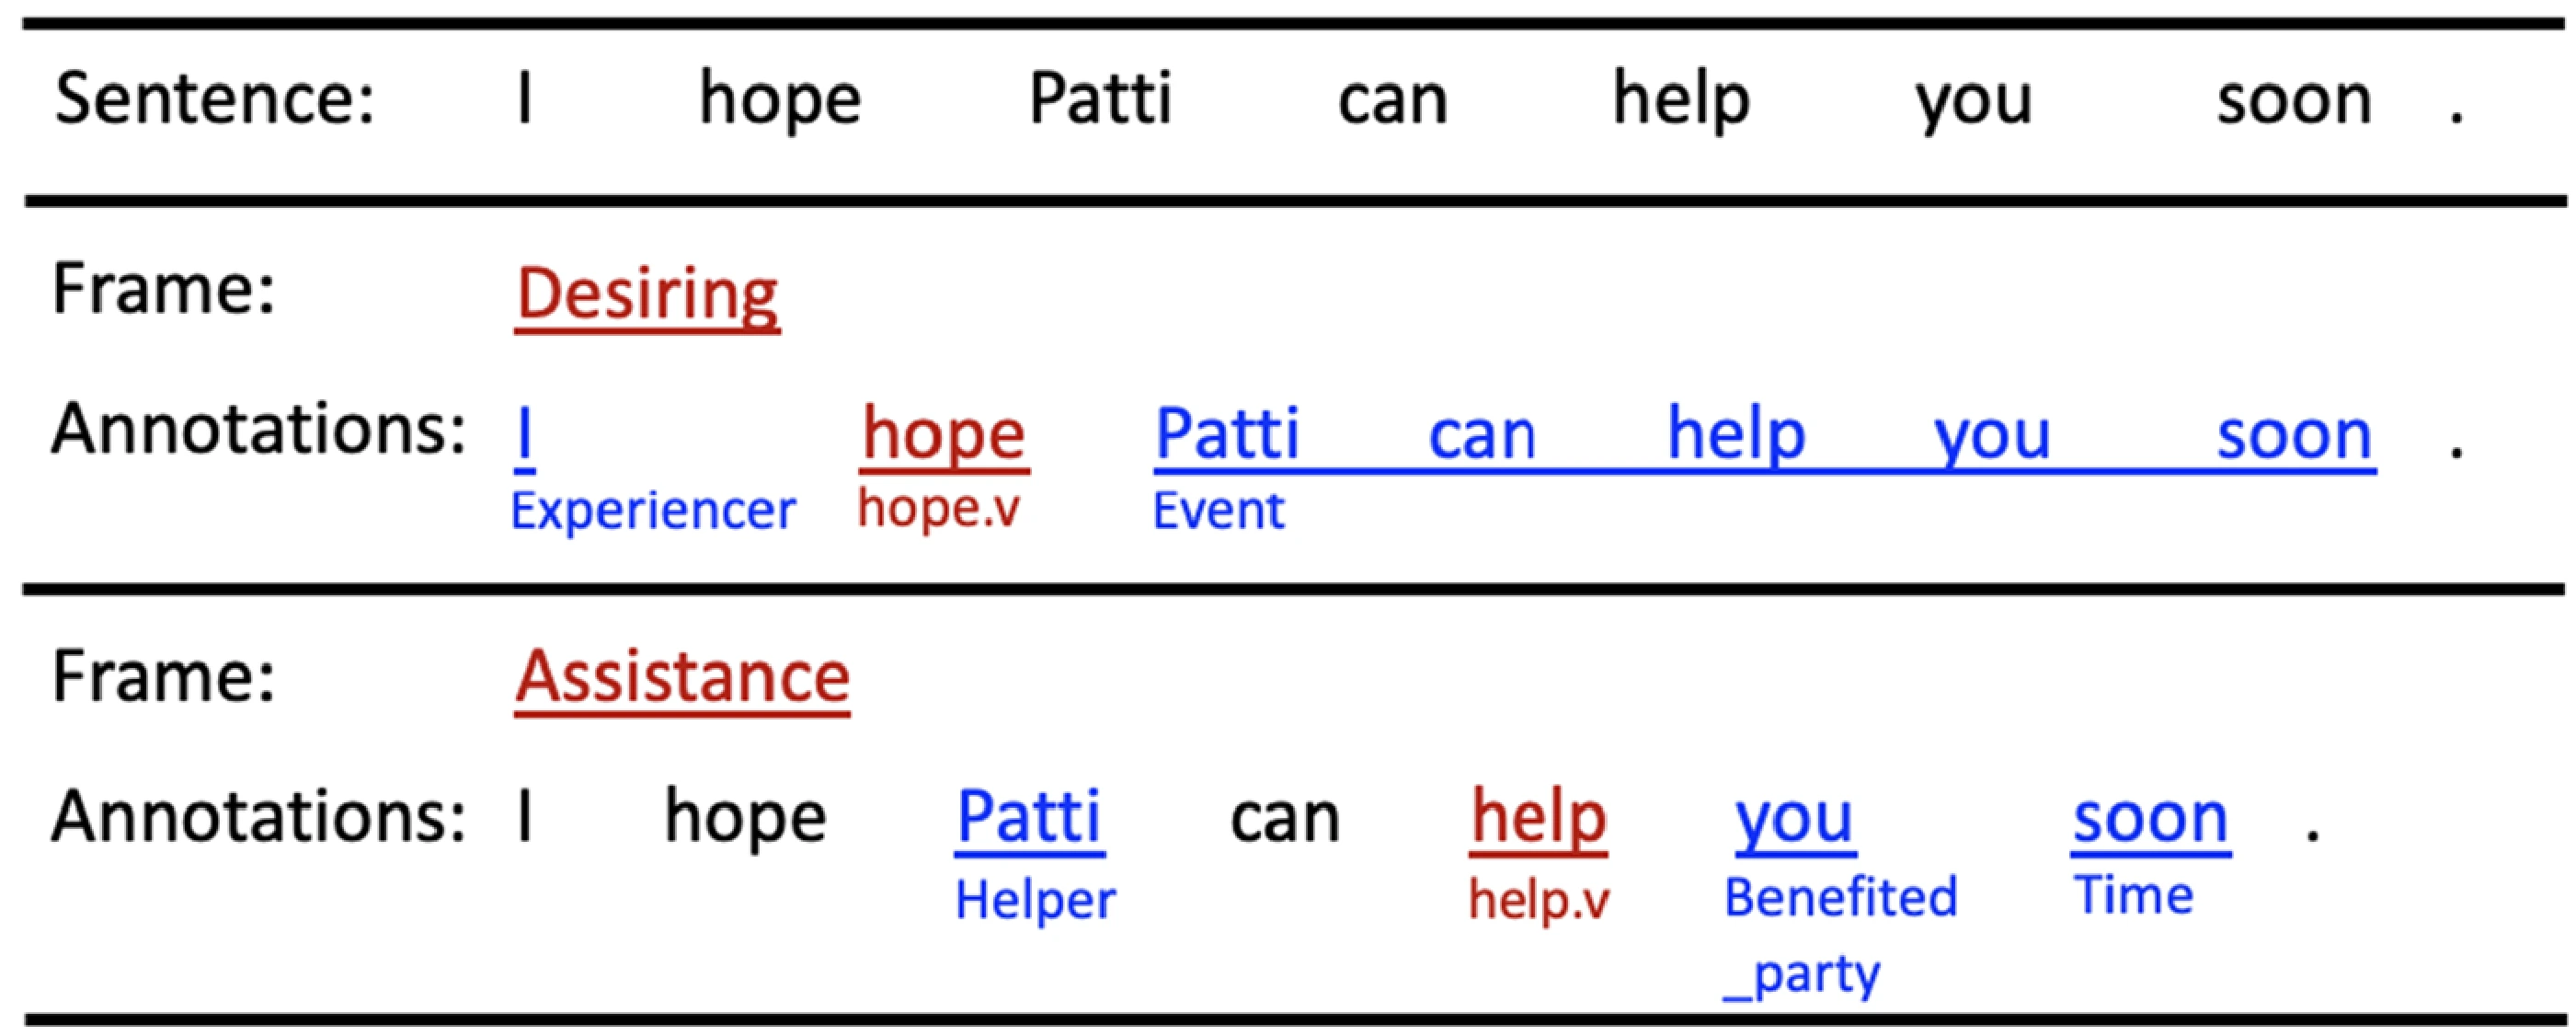 Sentence: I hope Patti can help you soon .
Frame: Desiring
Annotations: I hope Patti can help you soon .
Experiencer hope.v Event
Frame: Assistance
Annotations: I hope Patti can help you soon .
Helper help.v Benefited Time
_party